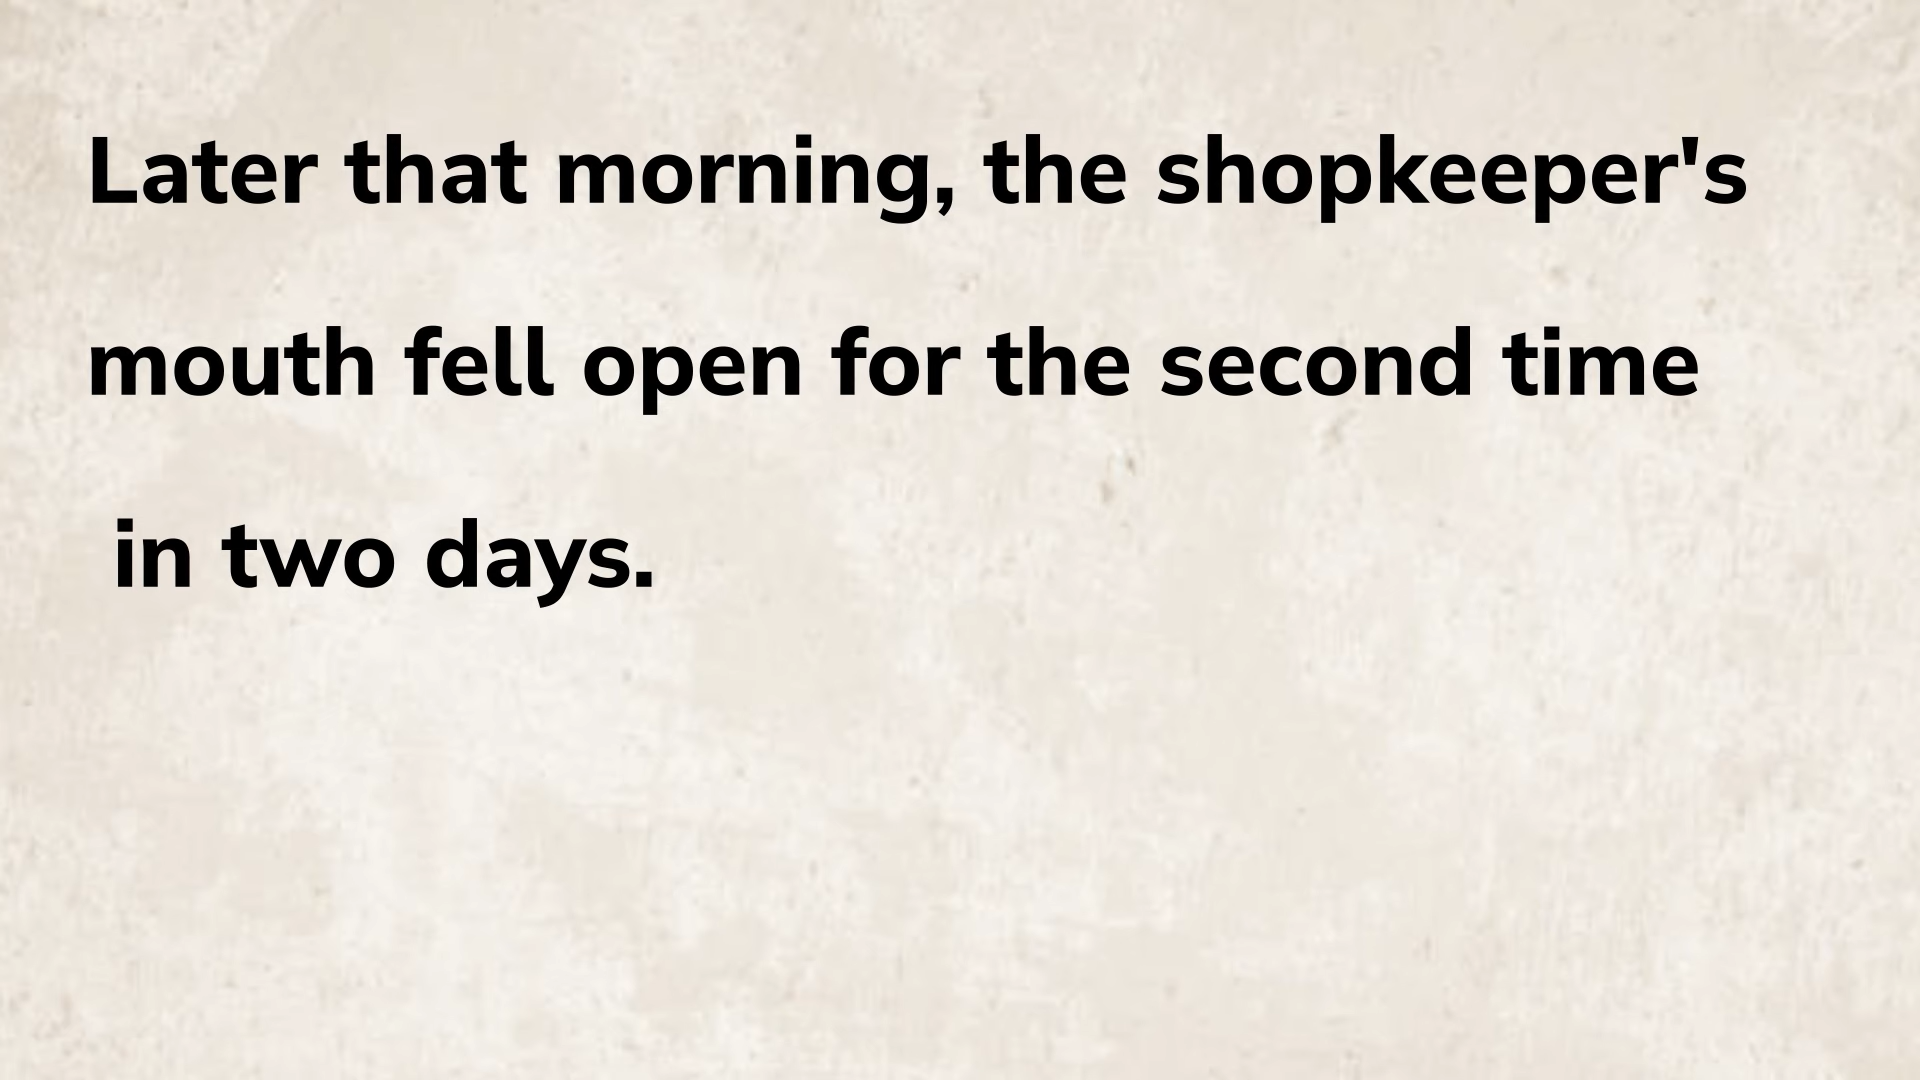 Later that morning, the shopkeeper's
mouth fell open for the second time
in two days.